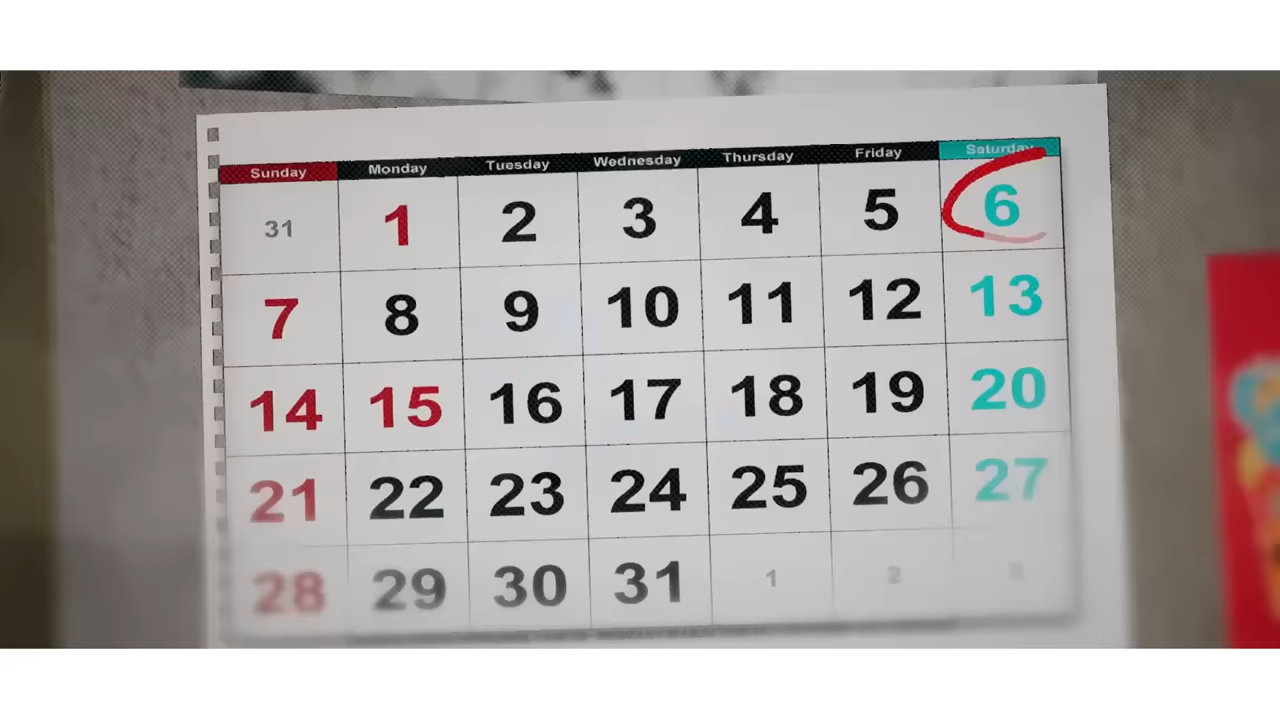 Sunday Monday Tuesday Wednesday Thursday Friday Saturday
31 1 2 3 4 5 6
7 8 9 10 11 12 13
14 15 16 17 18 19 20
21 22 23 24 25 26 27
28 29 30 31 1 2